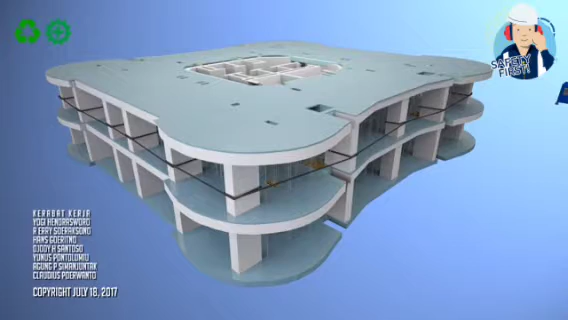 SAFETY
FIRST!
KERABAT KERJA
YOGI HENDRASWORO
R ERRY SOERAKSONO
HANS GOERITNO
DJODY H SANTOSO
YUNUS PONTOLUMIU
AGUNG P SIMANJUNTAK
CLAUDIUS POERWANTO
COPYRIGHT JULY 18, 2017